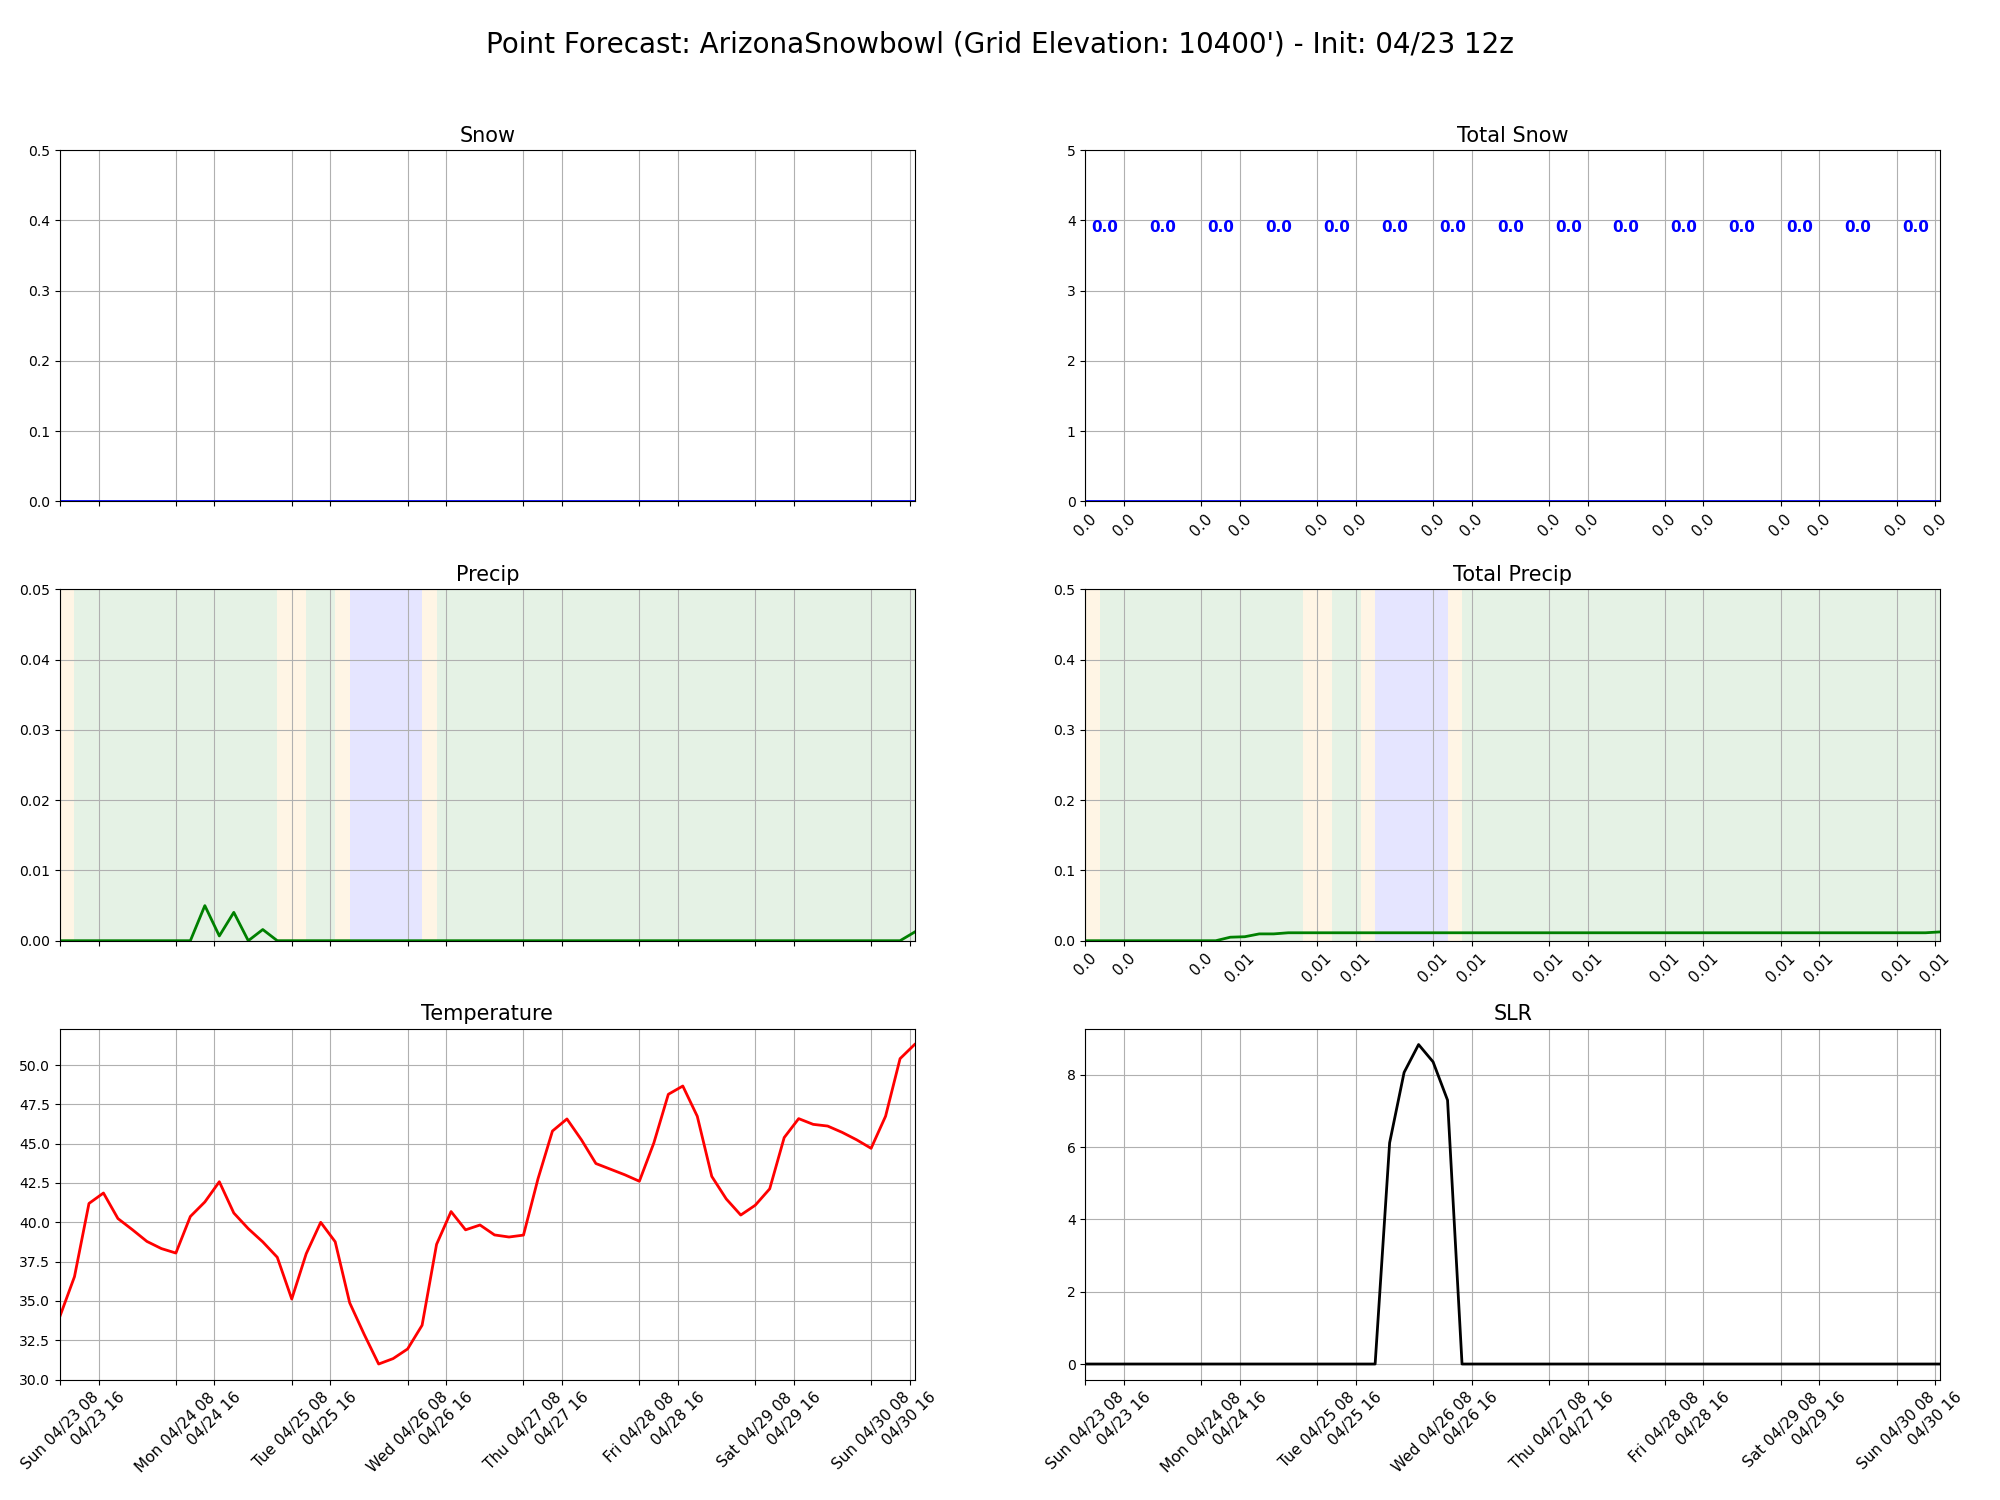 Point Forecast: ArizonaSnowbowl (Grid Elevation: 10400') - Init: 04/23 12z
Snow
0.5
0.4
0.3
0.2
0.1
0.0
Total Snow
5
4
3
2
1
0
0.0 0.0 0.0 0.0 0.0 0.0 0.0 0.0 0.0 0.0 0.0 0.0 0.0 0.0 0.0
0.0 0.0 0.0 0.0 0.0 0.0 0.0 0.0 0.0 0.0 0.0 0.0 0.0 0.0 0.0 0.0
Precip
0.05
0.04
0.03
0.02
0.01
0.00
Total Precip
0.5
0.4
0.3
0.2
0.1
0.0
0.0 0.0 0.0 0.01 0.01 0.01 0.01 0.01 0.01 0.01 0.01 0.01 0.01 0.01 0.01 0.01
Temperature
50.0
47.5
45.0
42.5
40.0
37.5
35.0
32.5
30.0
Sun 04/23 08
04/23 16
Mon 04/24 08
04/24 16
Tue 04/25 08
04/25 16
Wed 04/26 08
04/26 16
Thu 04/27 08
04/27 16
Fri 04/28 08
04/28 16
Sat 04/29 08
04/29 16
Sun 04/30 08
04/30 16
SLR
8
6
4
2
0
Sun 04/23 08
04/23 16
Mon 04/24 08
04/24 16
Tue 04/25 08
04/25 16
Wed 04/26 08
04/26 16
Thu 04/27 08
04/27 16
Fri 04/28 08
04/28 16
Sat 04/29 08
04/29 16
Sun 04/30 08
04/30 16